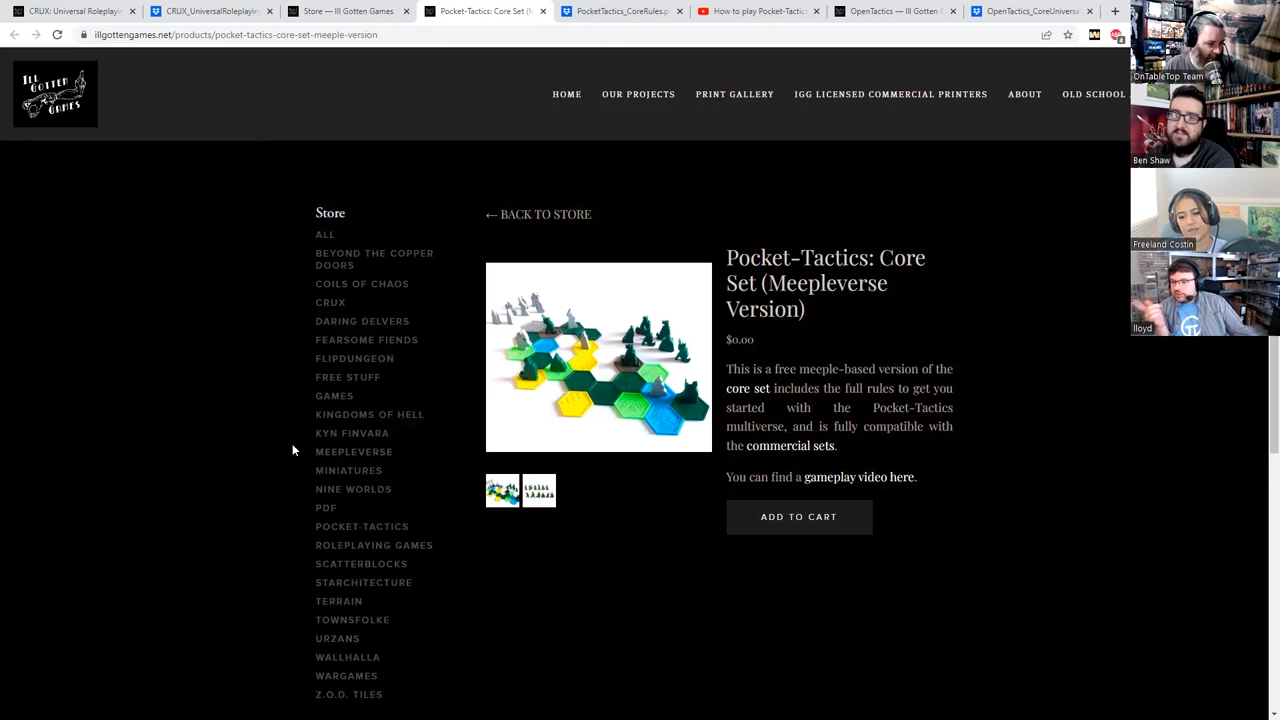 CRUX: Universal Roleplayin
CRUX_UniversalRoleplaying
Store — Ill Gotten Games
Pocket-Tactics: Core Set (M
PocketTactics_CoreRules.p
How to play Pocket-Tactics
OpenTactics — Ill Gotten G
OpenTactics_CoreUnivers
illgottengames.net/products/pocket-tactics-core-set-meeple-version
ILL
GOTTEN
GAMES
HOME
OUR PROJECTS
PRINT GALLERY
IGG LICENSED COMMERCIAL PRINTERS
ABOUT
OLD SCHOOL
OnTableTop Team
Ben Shaw
Freeland Costin
lloyd
Store
ALL
BEYOND THE COPPER
DOORS
COILS OF CHAOS
CRUX
DARING DELVERS
FEARSOME FIENDS
FLIPDUNGEON
FREE STUFF
GAMES
KINGDOMS OF HELL
KYN FINVARA
MEEPLEVERSE
MINIATURES
NINE WORLDS
PDF
POCKET-TACTICS
ROLEPLAYING GAMES
SCATTERBLOCKS
STARCHITECTURE
TERRAIN
TOWNSFOLKE
URZANS
WALLHALLA
WARGAMES
Z.O.D. TILES
← BACK TO STORE
Pocket-Tactics: Core
Set (Meepleverse
Version)
$0.00
This is a free meeple-based version of the
core set includes the full rules to get you
started with the Pocket-Tactics
multiverse, and is fully compatible with
the commercial sets.
You can find a gameplay video here.
ADD TO CART